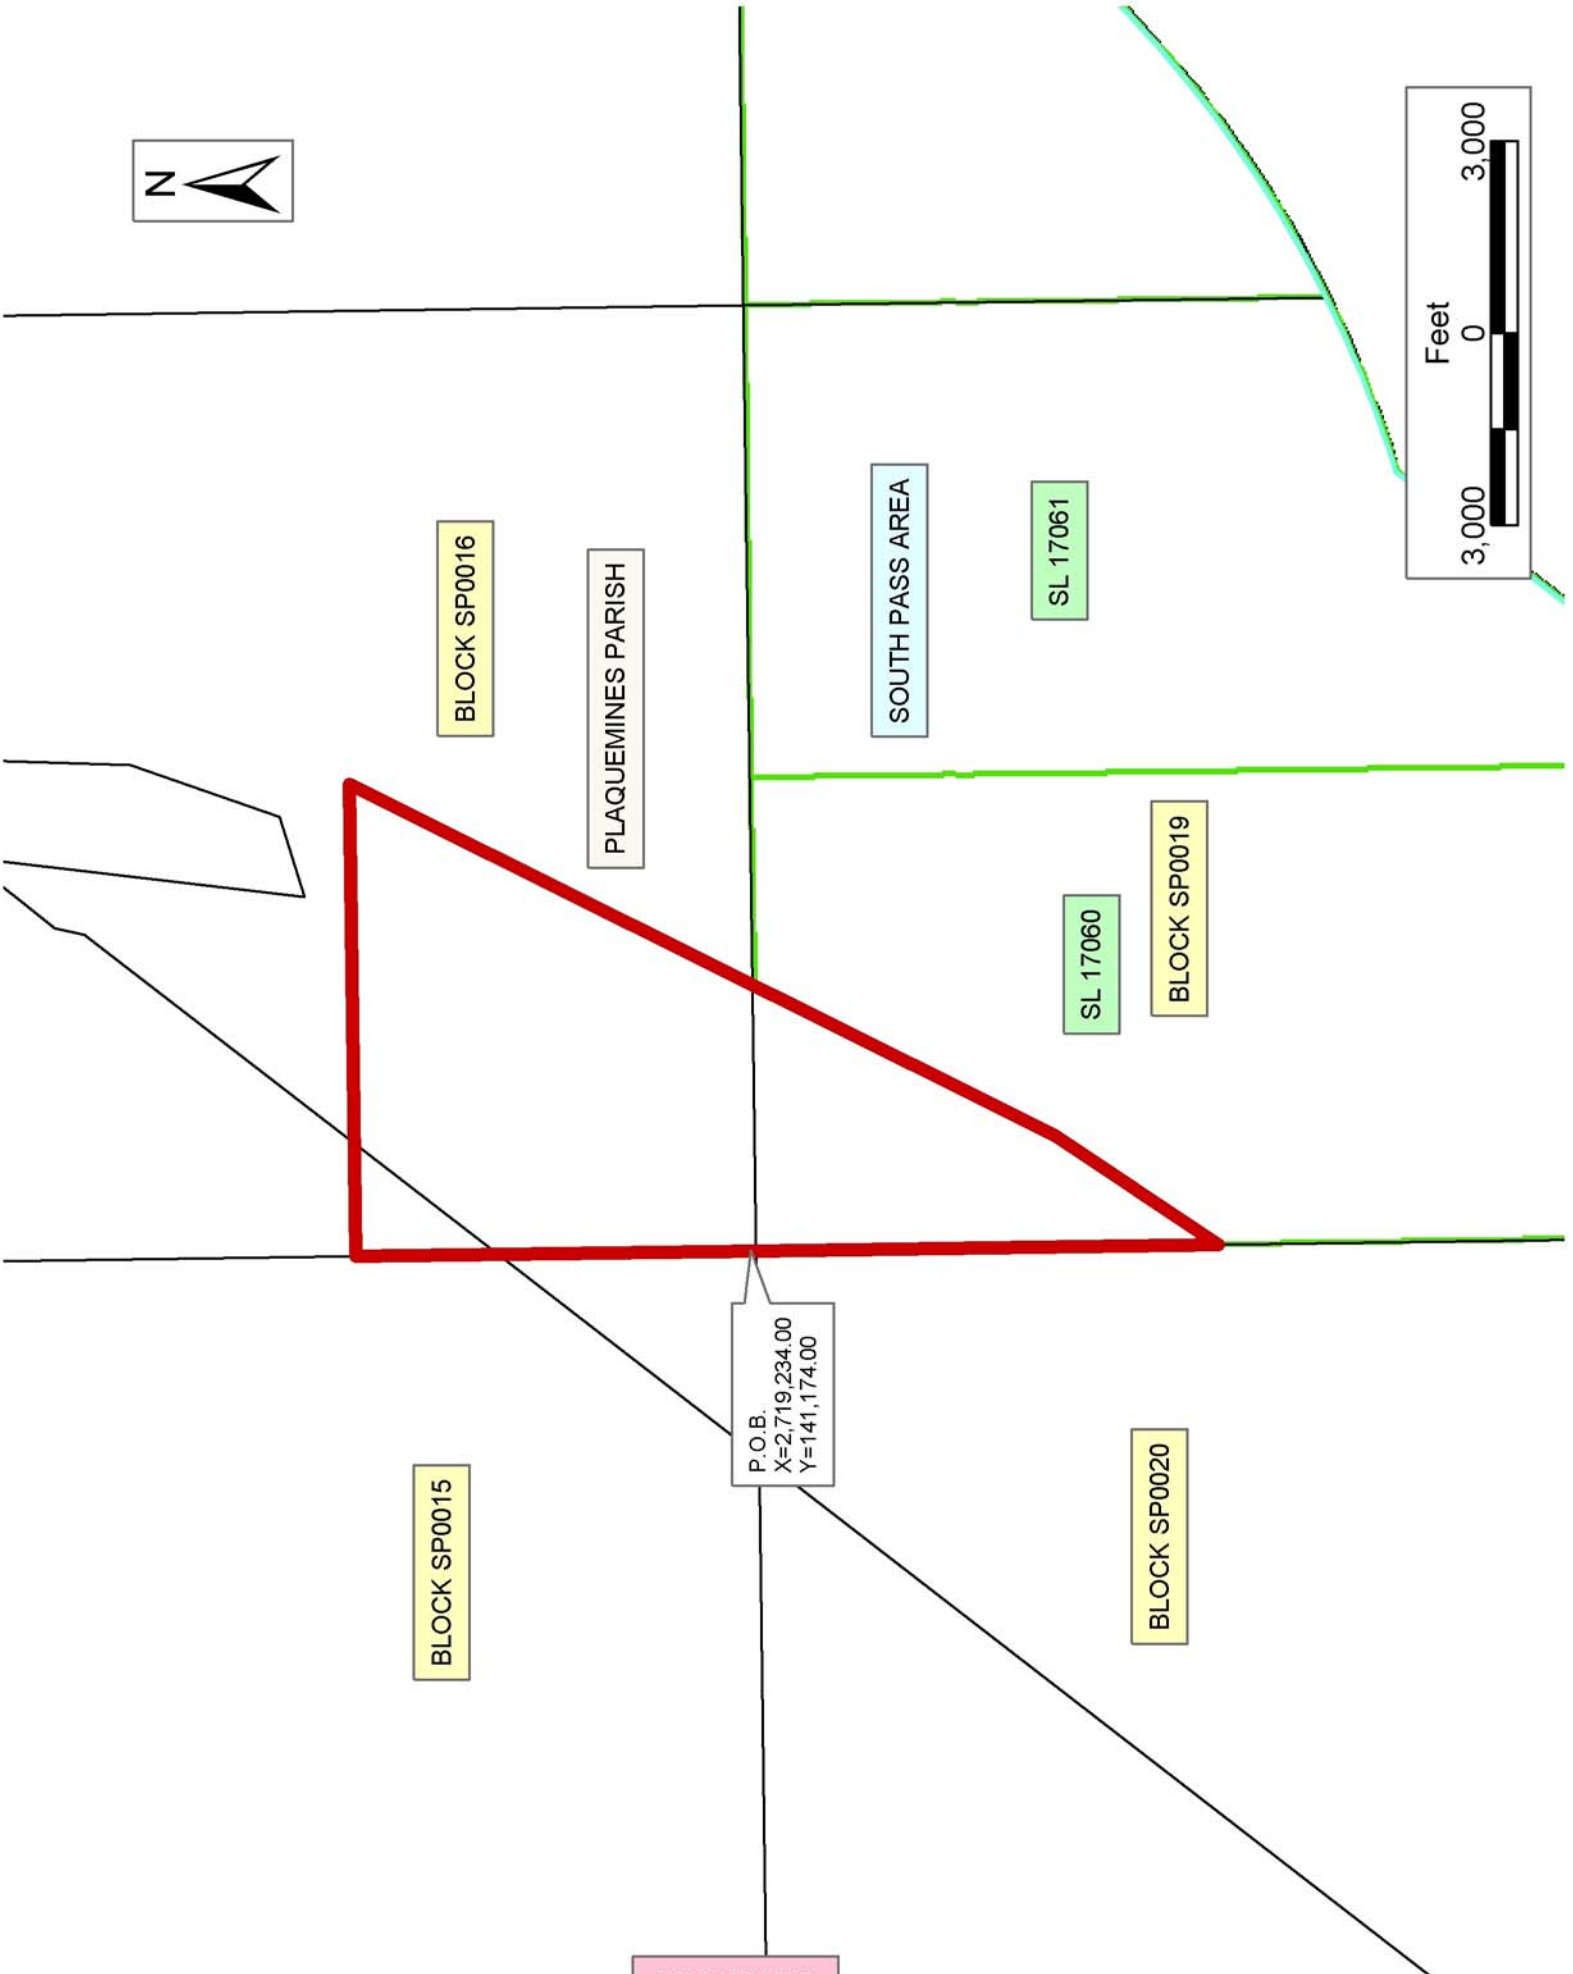 N
BLOCK SP0015
BLOCK SP0016
PLAQUEMINES PARISH
P.O.B.
X=2,719,234.00
Y=141,174.00
SOUTH PASS AREA
SL 17061
SL 17060
BLOCK SP0019
BLOCK SP0020
Feet
3,000 0 3,000